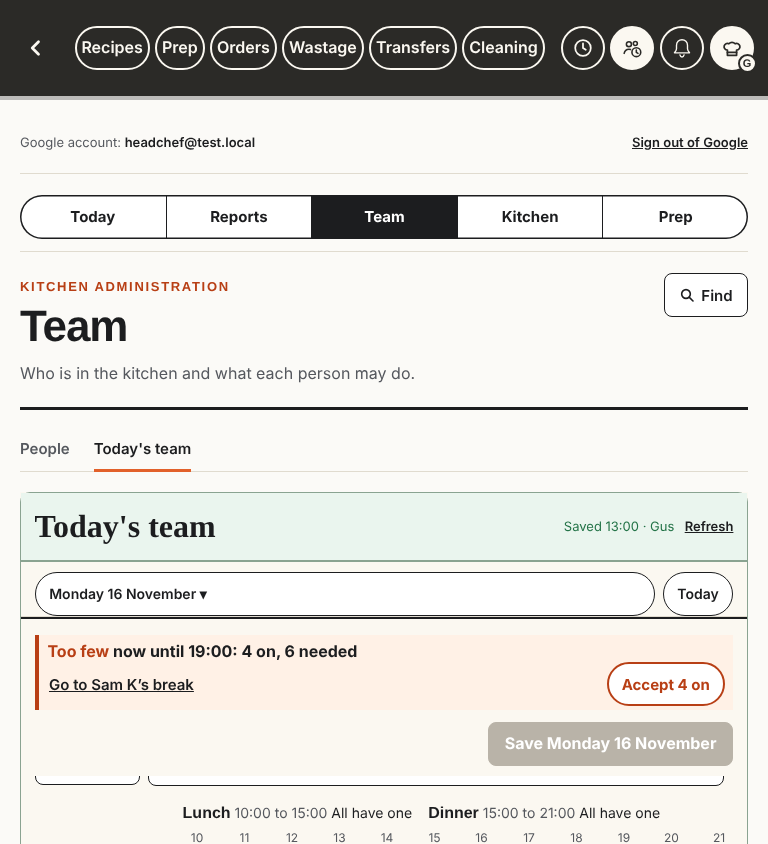 Recipes Prep Orders Wastage Transfers Cleaning G
Google account: headchef@test.local Sign out of Google
Today Reports Team Kitchen Prep
KITCHEN ADMINISTRATION
Find
Team
Who is in the kitchen and what each person may do.
People Today's team
Today's team Saved 13:00 · Gus Refresh
Monday 16 November ▾ Today
Too few now until 19:00: 4 on, 6 needed
Go to Sam K’s break Accept 4 on
Save Monday 16 November
Lunch 10:00 to 15:00 All have one Dinner 15:00 to 21:00 All have one
10 11 12 13 14 15 16 17 18 19 20 21